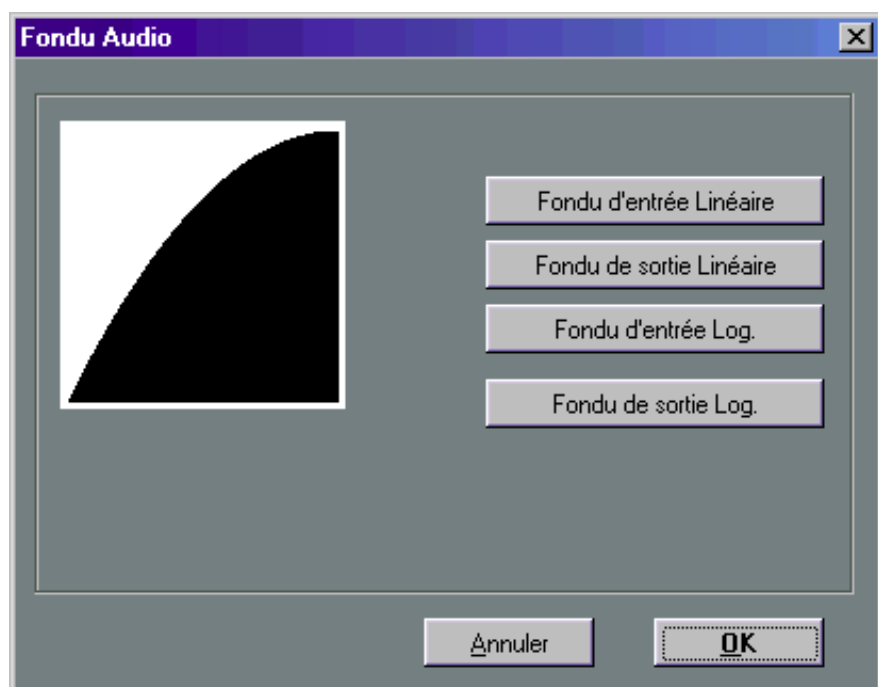 Fondu Audio
Fondu d'entrée Linéaire
Fondu de sortie Linéaire
Fondu d'entrée Log.
Fondu de sortie Log.
Annuler
OK